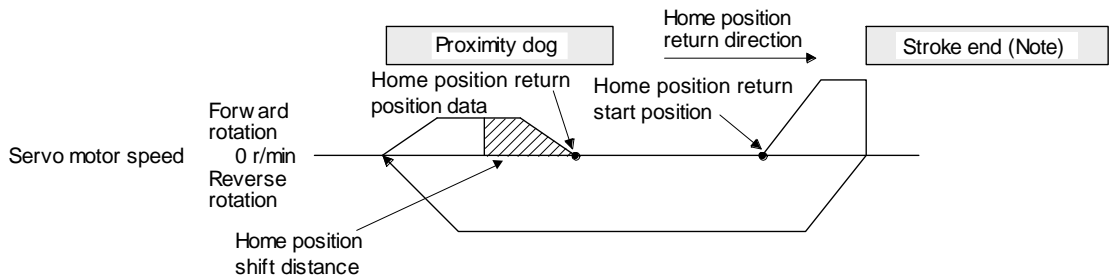 Proximity dog
Home position
return direction
Stroke end (Note)
Home position return
position data
Home position return
start position
Forward
rotation
Servo motor speed
0 r/min
Reverse
rotation
Home position
shift distance